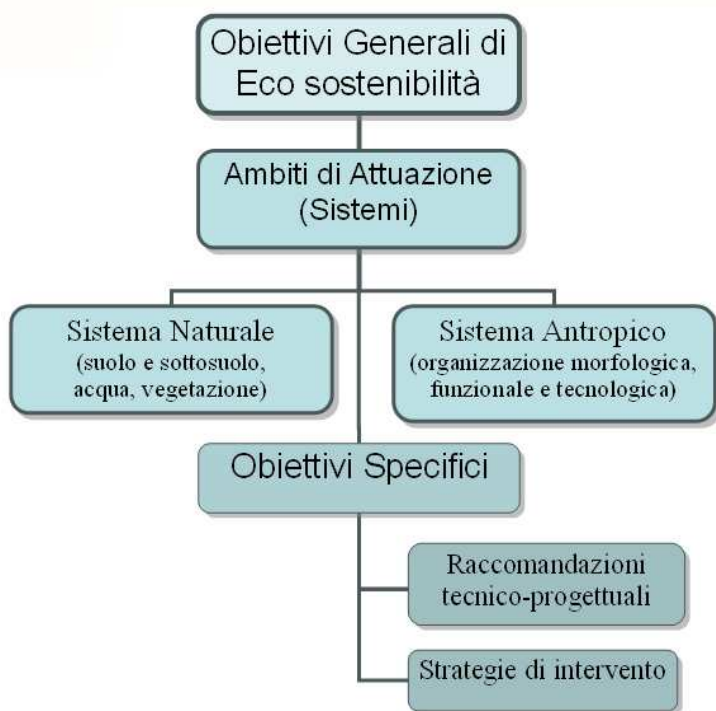 Obiettivi Generali di
Eco sostenibilità
Ambiti di Attuazione
(Sistemi)
Sistema Naturale
(suolo e sottosuolo,
acqua, vegetazione)
Sistema Antropico
(organizzazione morfologica,
funzionale e tecnologica)
Obiettivi Specifici
Raccomandazioni
tecnico-progettuali
Strategie di intervento